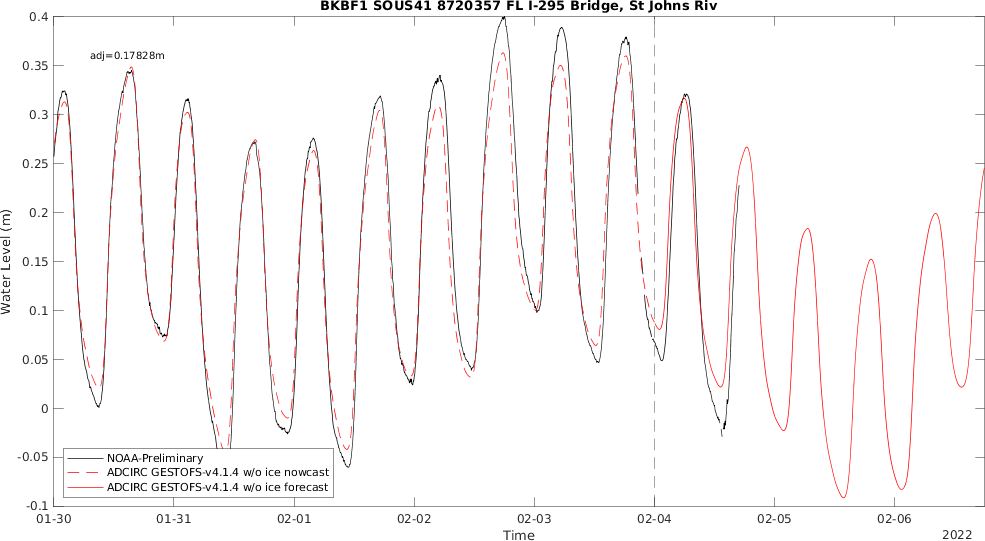 BKBF1 SOUS41 8720357 FL I-295 Bridge, St Johns Riv
adj=0.17828m
0.4
0.35
0.3
0.25
0.2
0.15
0.1
0.05
0
-0.05
-0.1
Water Level (m)
NOAA-Preliminary
ADCIRC GESTOFS-v4.1.4 w/o ice nowcast
ADCIRC GESTOFS-v4.1.4 w/o ice forecast
01-30 01-31 02-01 02-02 02-03 02-04 02-05 02-06
Time
2022